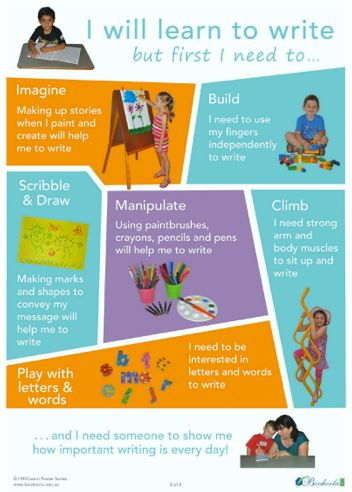 I will learn to write
but first I need to...
Imagine
Making up stories
when I paint and
create will help
me to write
Build
I need to use
my fingers
independently
to write
Scribble
& Draw
Making marks
and shapes to
convey my
message will
help me to
write
Manipulate
Using paintbrushes,
crayons, pencils and pens
will help me to write
Climb
I need strong
arm and
body muscles
to sit up and
write
Play with
letters &
words
I need to be
interested in
letters and words
to write
...and I need someone to show me
how important writing is every day!
2 of 2